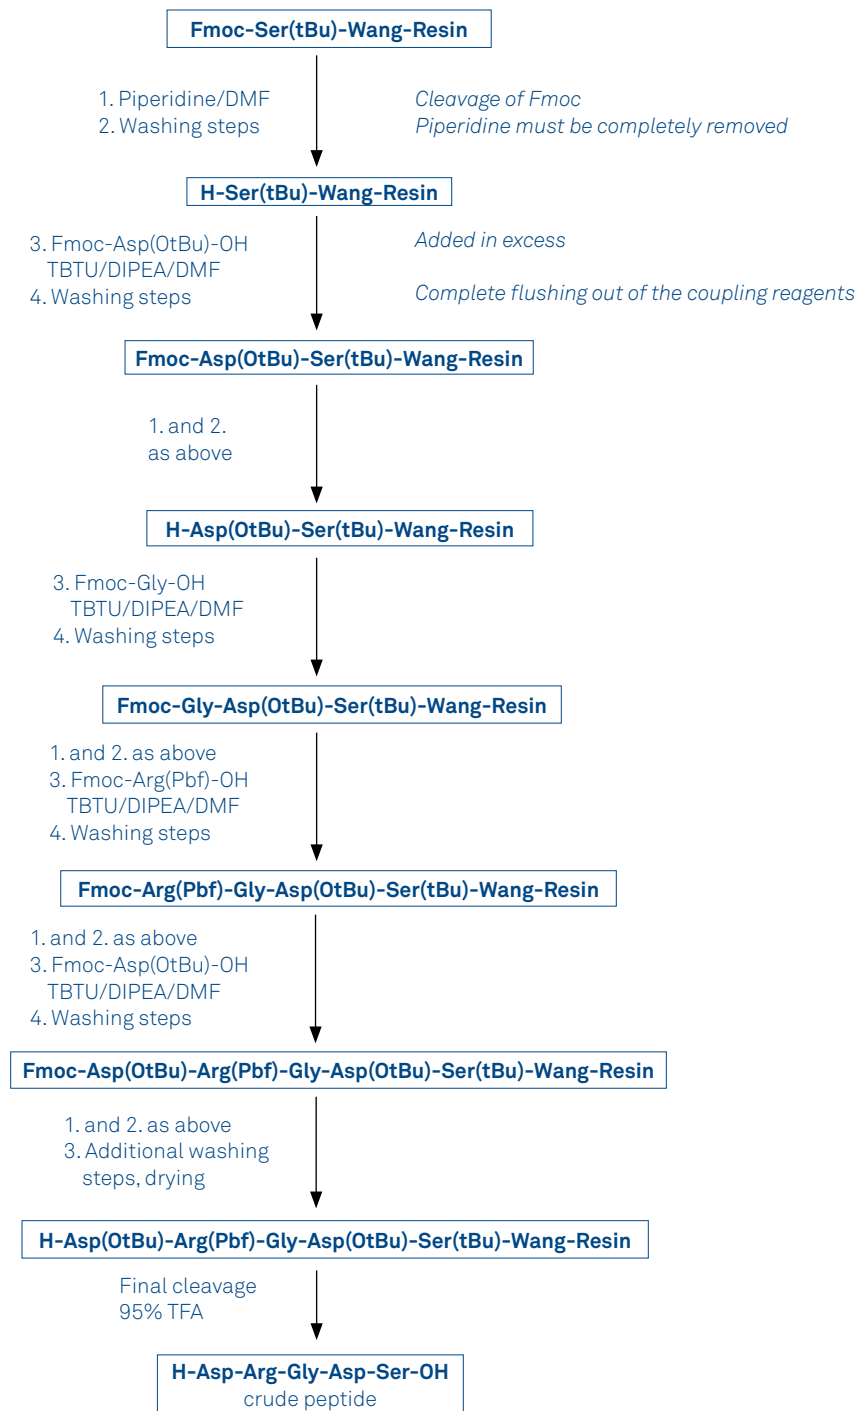 Fmoc-Ser(tBu)-Wang-Resin
1. Piperidine/DMF
2. Washing steps
Cleavage of Fmoc
Piperidine must be completely removed
H-Ser(tBu)-Wang-Resin
3. Fmoc-Asp(OtBu)-OH
TBTU/DIPEA/DMF
4. Washing steps
Added in excess
Complete flushing out of the coupling reagents
Fmoc-Asp(OtBu)-Ser(tBu)-Wang-Resin
1. and 2.
as above
H-Asp(OtBu)-Ser(tBu)-Wang-Resin
3. Fmoc-Gly-OH
TBTU/DIPEA/DMF
4. Washing steps
Fmoc-Gly-Asp(OtBu)-Ser(tBu)-Wang-Resin
1. and 2. as above
3. Fmoc-Arg(Pbf)-OH
TBTU/DIPEA/DMF
4. Washing steps
Fmoc-Arg(Pbf)-Gly-Asp(OtBu)-Ser(tBu)-Wang-Resin
1. and 2. as above
3. Fmoc-Asp(OtBu)-OH
TBTU/DIPEA/DMF
4. Washing steps
Fmoc-Asp(OtBu)-Arg(Pbf)-Gly-Asp(OtBu)-Ser(tBu)-Wang-Resin
1. and 2. as above
3. Additional washing
steps, drying
H-Asp(OtBu)-Arg(Pbf)-Gly-Asp(OtBu)-Ser(tBu)-Wang-Resin
Final cleavage
95% TFA
H-Asp-Arg-Gly-Asp-Ser-OH
crude peptide